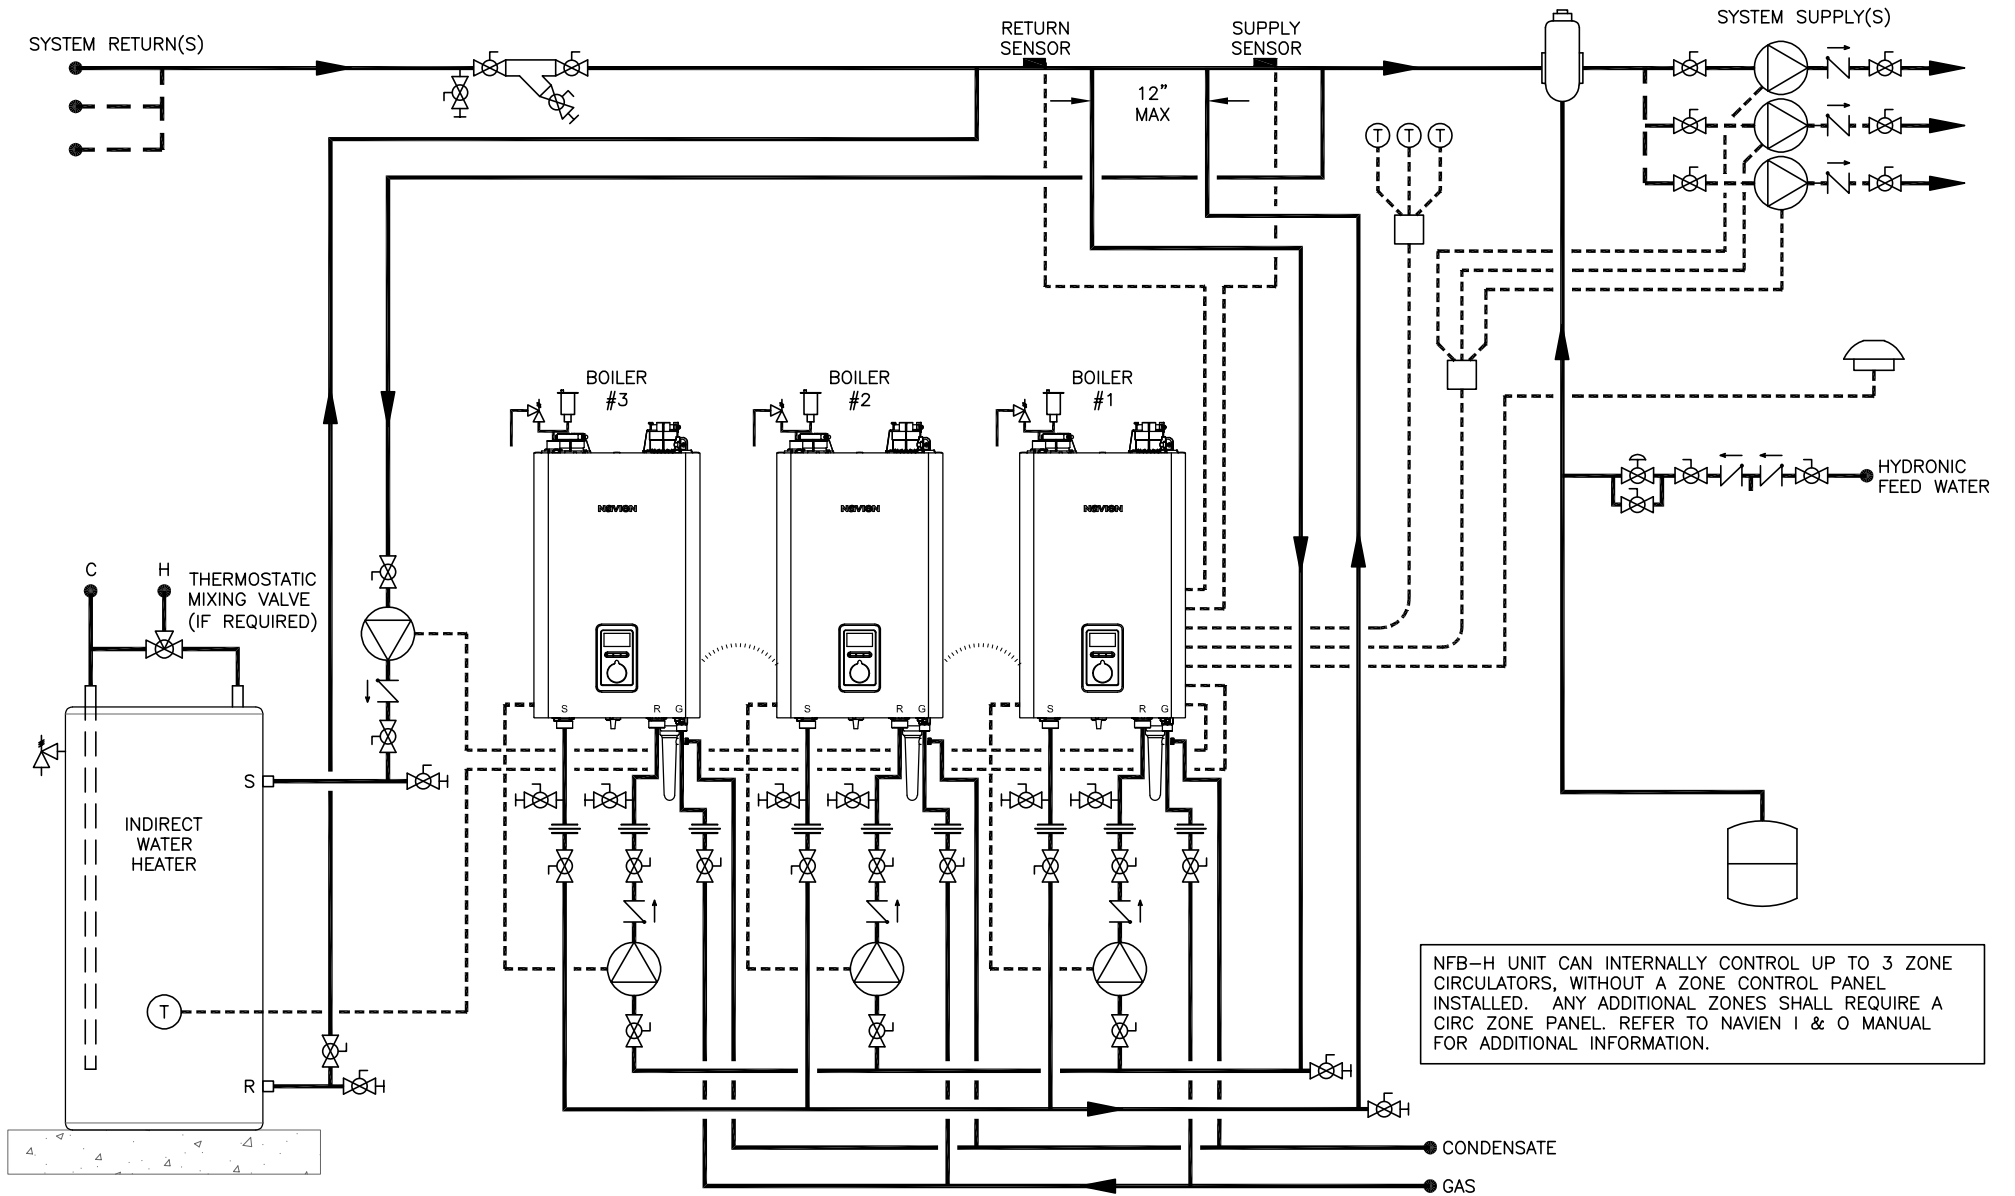 SYSTEM RETURN(S)
RETURN
SENSOR
SUPPLY
SENSOR
SYSTEM SUPPLY(S)
12"
MAX
T
T
T
BOILER
#3
BOILER
#2
BOILER
#1
HYDRONIC
FEED WATER
NAVIEN
NAVIEN
NAVIEN
C
H
THERMOSTATIC
MIXING VALVE
(IF REQUIRED)
S
R
G
S
R
G
S
R
G
S
INDIRECT
WATER
HEATER
T
R
NFB-H UNIT CAN INTERNALLY CONTROL UP TO 3 ZONE
CIRCULATORS, WITHOUT A ZONE CONTROL PANEL
INSTALLED. ANY ADDITIONAL ZONES SHALL REQUIRE A
CIRC ZONE PANEL. REFER TO NAVIEN I & O MANUAL
FOR ADDITIONAL INFORMATION.
CONDENSATE
GAS